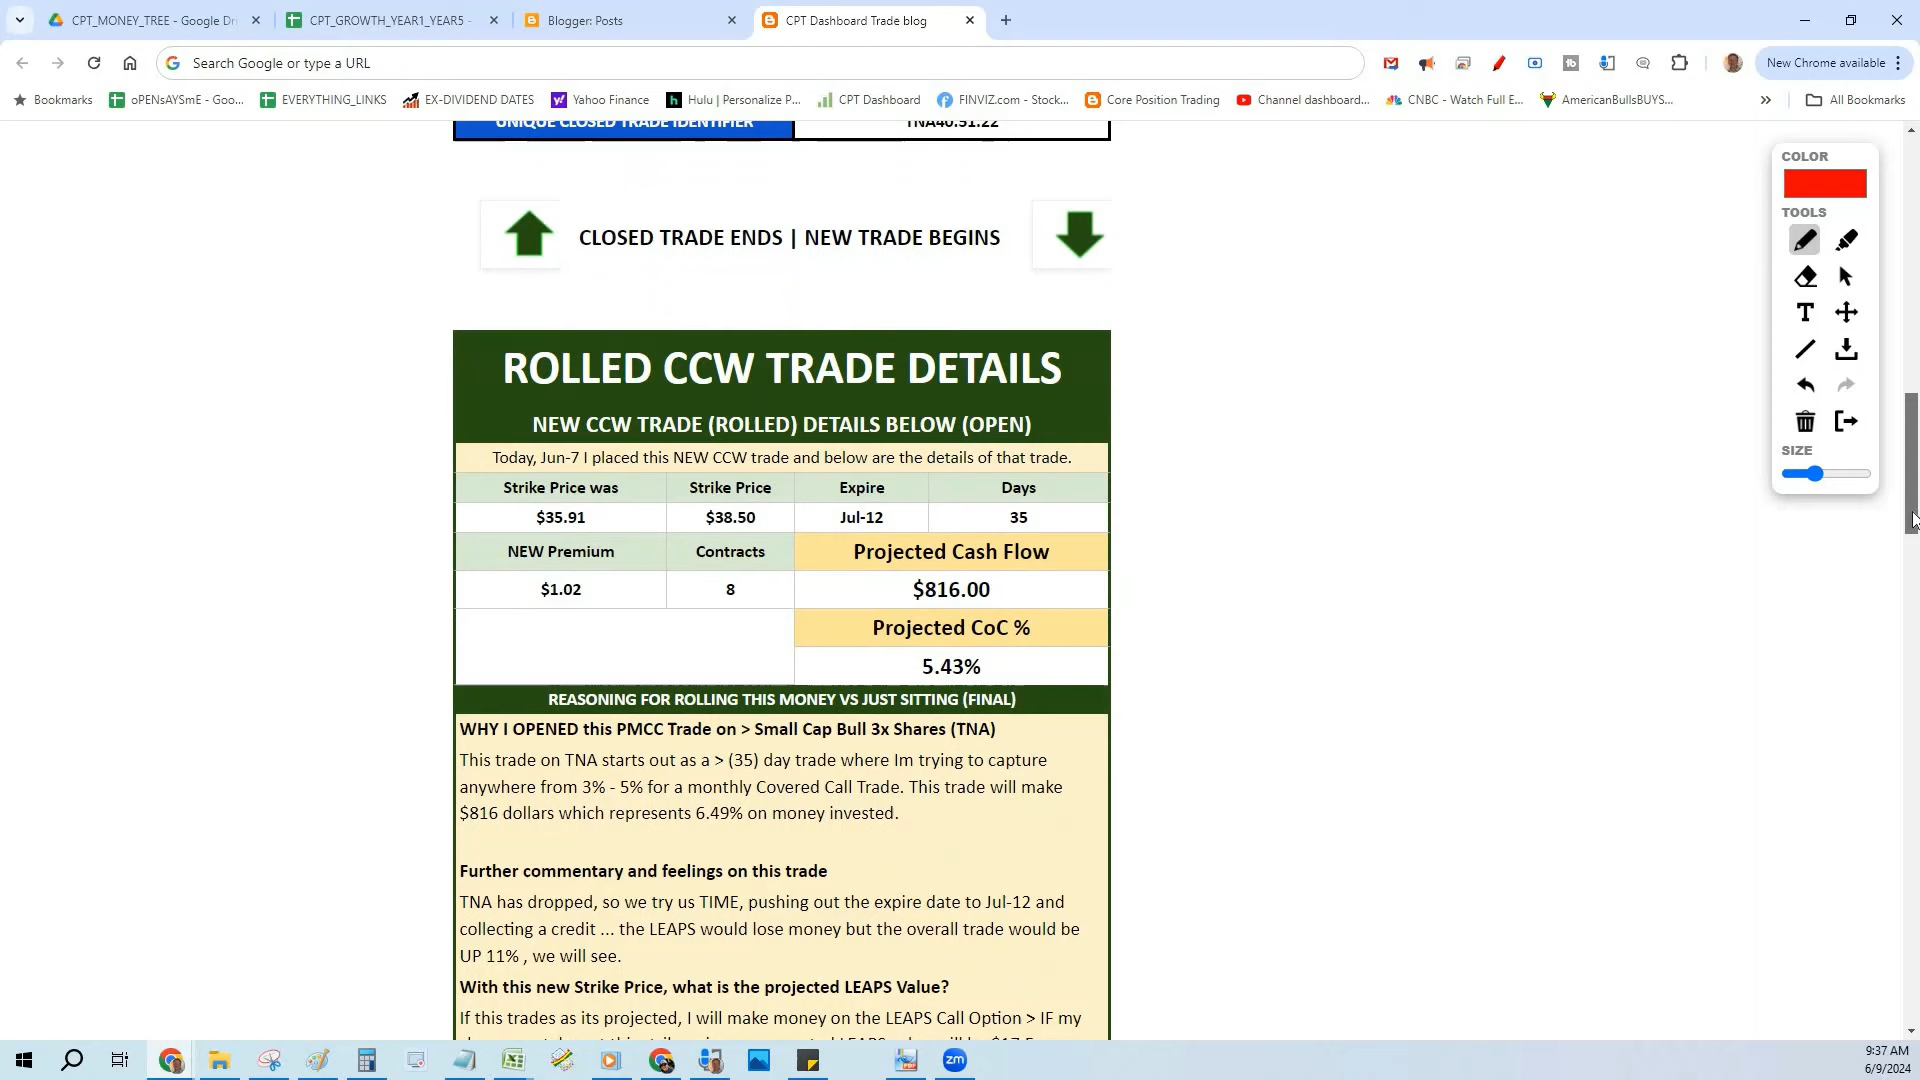 CPT_MONEY_TREE - Google Dri
CPT_GROWTH_YEAR1_YEAR5 -
Blogger: Posts
CPT Dashboard Trade blog
Search Google or type a URL
New Chrome available
Bookmarks
oPENsAYSmE - Goo...
EVERYTHING_LINKS
EX-DIVIDEND DATES
Yahoo Finance
Hulu | Personalize P...
CPT Dashboard
FINVIZ.com - Stock...
Core Position Trading
Channel dashboard...
CNBC - Watch Full E...
AmericanBullsBUYS...
All Bookmarks
UNIQUE CLOSED TRADE IDENTIFIER
TNA40.51.22
CLOSED TRADE ENDS | NEW TRADE BEGINS
COLOR
TOOLS
T
SIZE
ROLLED CCW TRADE DETAILS
NEW CCW TRADE (ROLLED) DETAILS BELOW (OPEN)
Today, Jun-7 I placed this NEW CCW trade and below are the details of that trade.
Strike Price was Strike Price Expire Days
$35.91 $38.50 Jul-12 35
NEW Premium Contracts Projected Cash Flow
$1.02 8 $816.00
Projected CoC %
5.43%
REASONING FOR ROLLING THIS MONEY VS JUST SITTING (FINAL)
WHY I OPENED this PMCC Trade on > Small Cap Bull 3x Shares (TNA)
This trade on TNA starts out as a > (35) day trade where Im trying to capture
anywhere from 3% - 5% for a monthly Covered Call Trade. This trade will make
$816 dollars which represents 6.49% on money invested.
Further commentary and feelings on this trade
TNA has dropped, so we try us TIME, pushing out the expire date to Jul-12 and
collecting a credit ... the LEAPS would lose money but the overall trade would be
UP 11% , we will see.
With this new Strike Price, what is the projected LEAPS Value?
If this trades as its projected, I will make money on the LEAPS Call Option > IF my
zm
9:37 AM
6/9/2024